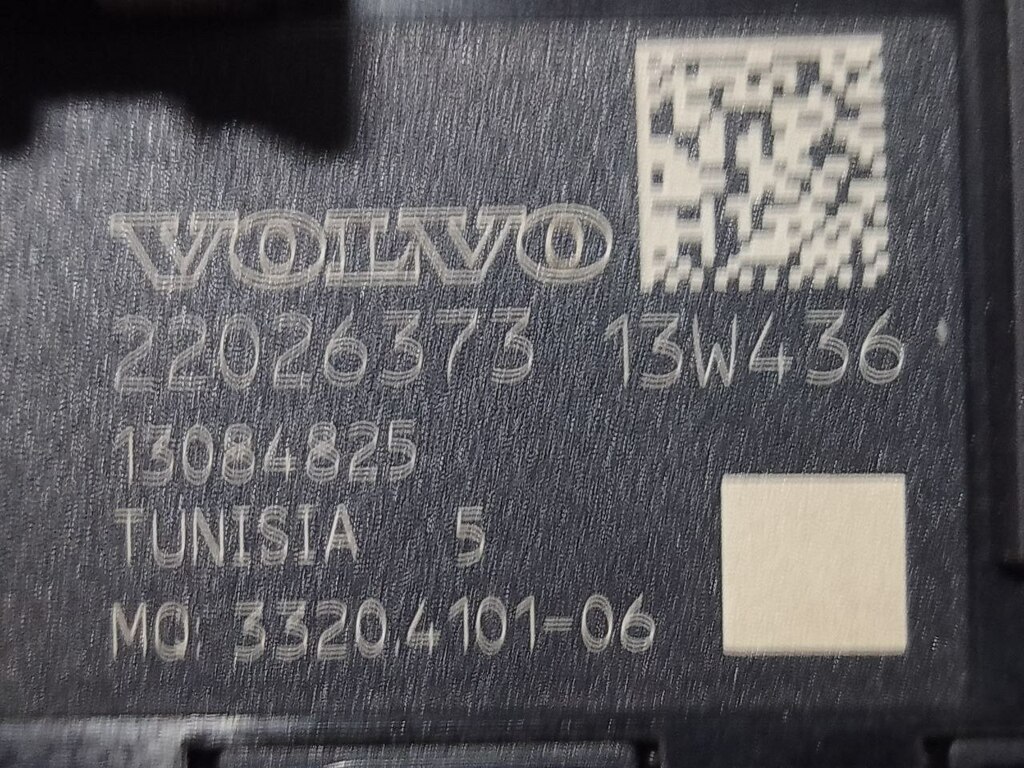 VOLVO
22026373 13W436
13084825
TUNISIA 5
MQ. 3320.4101-06